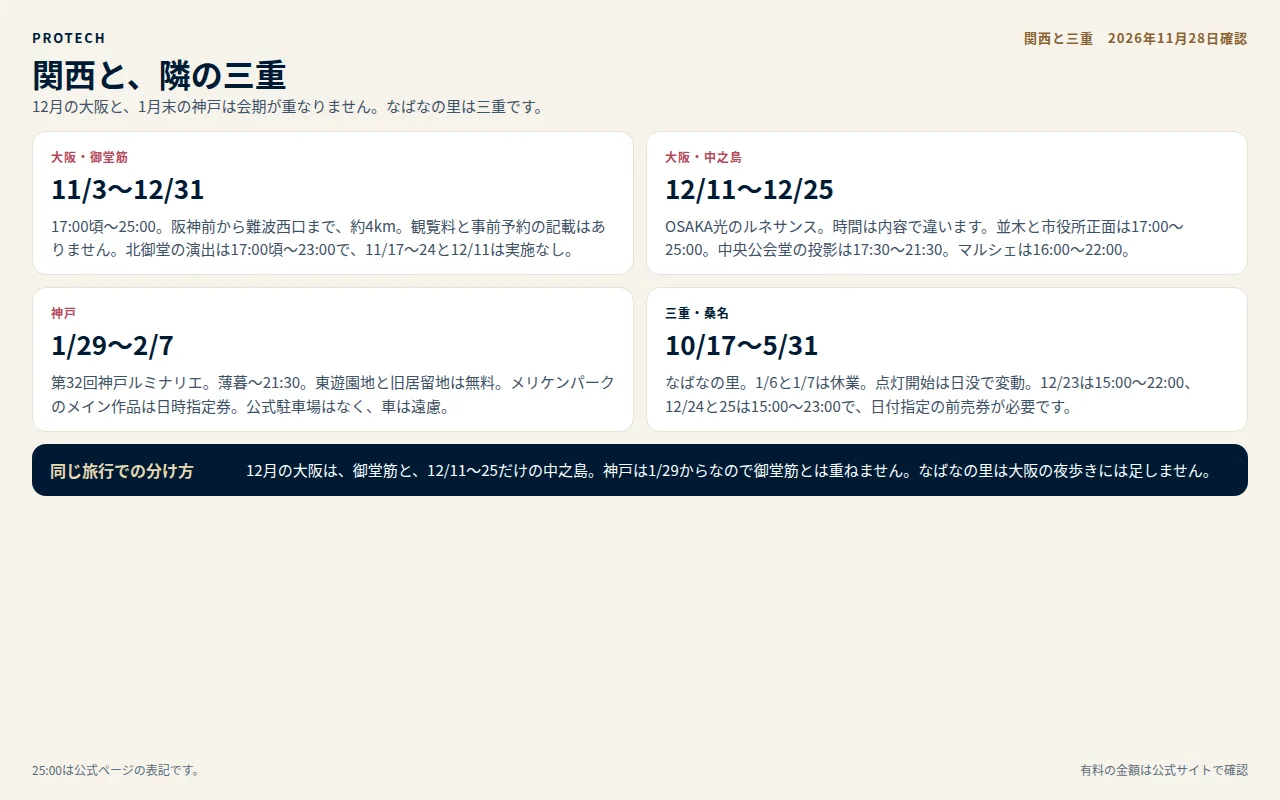 PROTECH
関西と三重　2026年11月28日確認
関西と、隣の三重
12月の大阪と、1月末の神戸は会期が重なりません。なばなの里は三重です。
大阪・御堂筋
11/3〜12/31
17:00頃〜25:00。阪神前から難波西口まで、約4km。観覧料と事前予約の記載はあ
りません。北御堂の演出は17:00頃〜23:00で、11/17〜24と12/11は実施なし。
大阪・中之島
12/11〜12/25
OSAKA光のルネサンス。時間は内容で違います。並木と市役所正面は17:00〜
25:00。中央公会堂の投影は17:30〜21:30。マルシェは16:00〜22:00。
神戸
1/29〜2/7
第32回神戸ルミナリエ。薄暮〜21:30。東遊園地と旧居留地は無料。メリケンパーク
のメイン作品は日時指定券。公式駐車場はなく、車は遠慮。
三重・桑名
10/17〜5/31
なばなの里。1/6と1/7は休業。点灯開始は日没で変動。12/23は15:00〜22:00、
12/24と25は15:00〜23:00で、日付指定の前売券が必要です。
同じ旅行での分け方
12月の大阪は、御堂筋と、12/11〜25だけの中之島。神戸は1/29からなので御堂筋とは重ねません。なばなの里は大阪の夜歩きには足しません。
25:00は公式ページの表記です。
有料の金額は公式サイトで確認